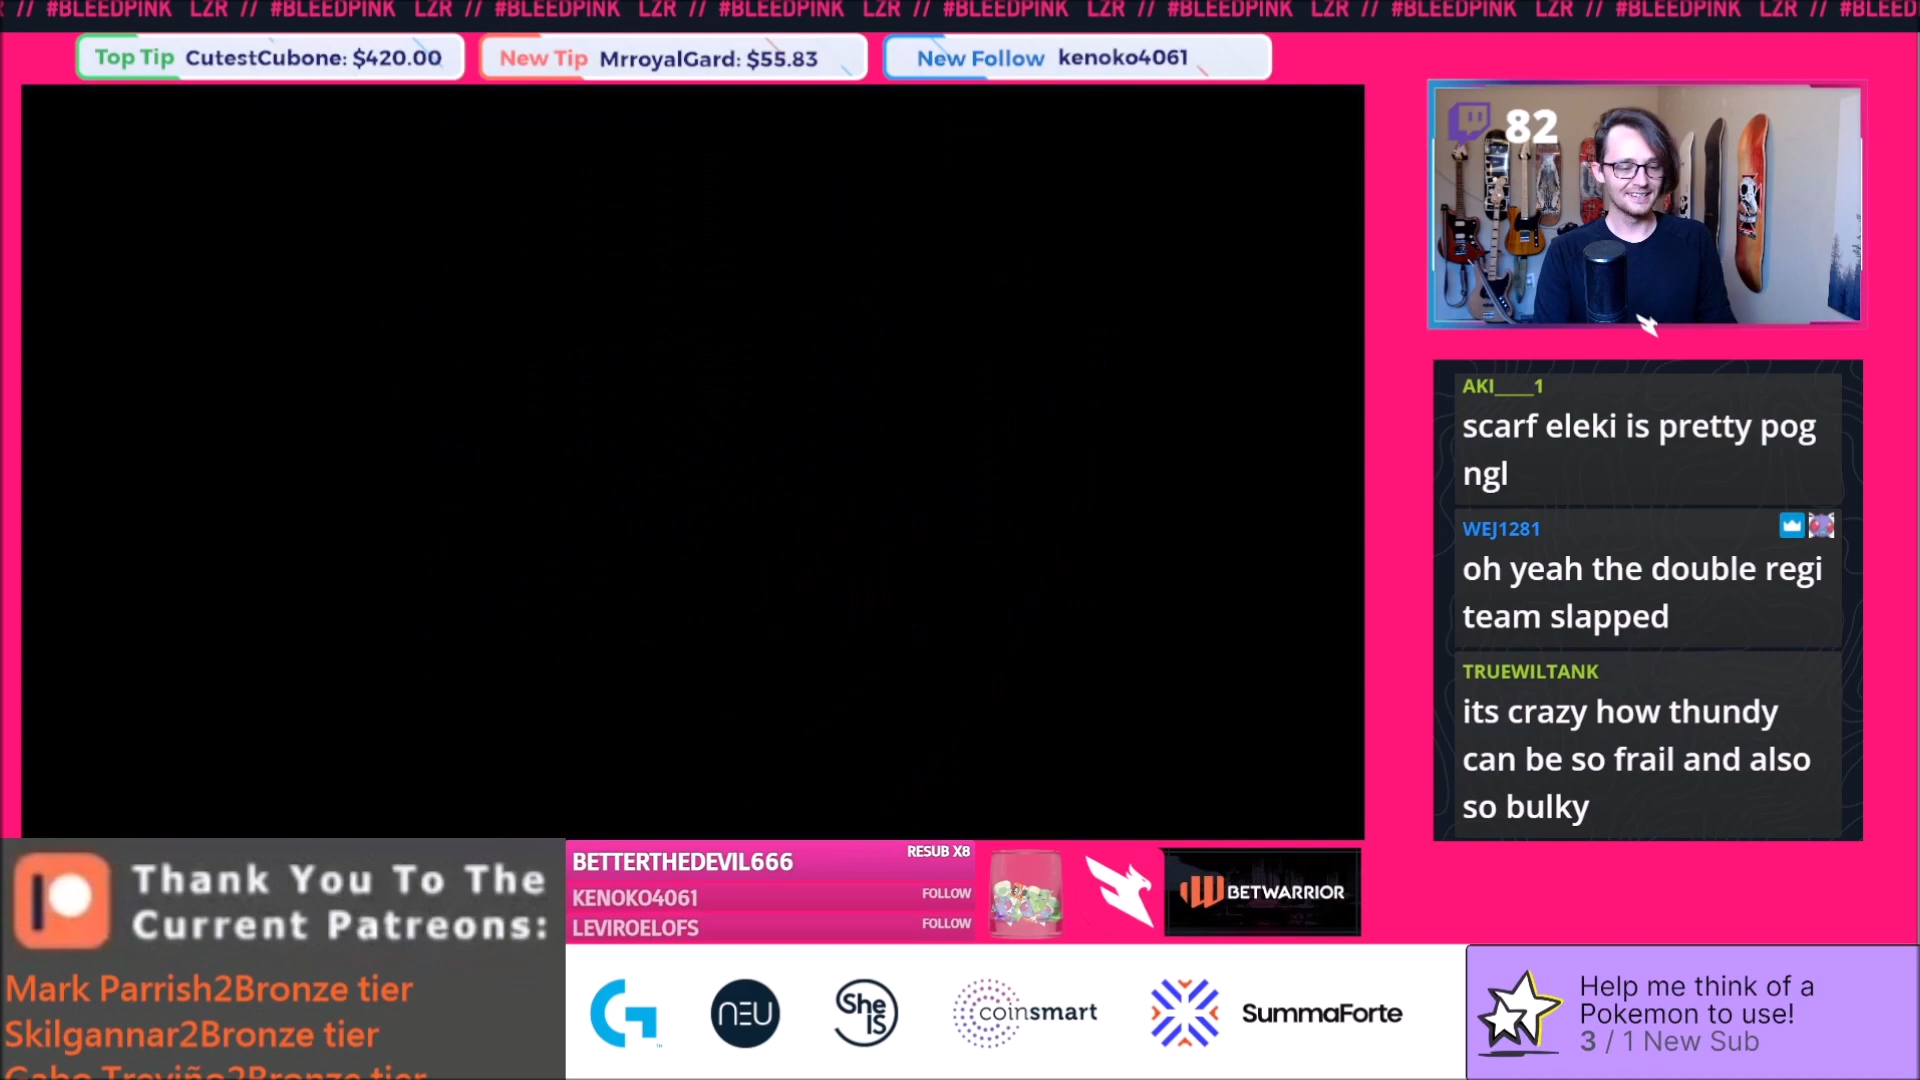 // #BLEEDPINK LZR // #BLEEDPINK LZR // #BLEEDPINK LZR // #BLEEDPINK LZR // #BLEEDPINK LZR // #BLEEDPINK LZR // #BLEEDPINK LZR // #BLEEDPINK LZR // #BLEED
Top Tip CutestCubone: $420.00
New Tip MrroyalGard: $55.83
New Follow kenoko4061
82
AKI____1
scarf eleki is pretty pog
ngl
WEJ1281
oh yeah the double regi
team slapped
TRUEWILTANK
its crazy how thundy
can be so frail and also
so bulky
Thank You To The
Current Patreons:
Mark Parrish2Bronze tier
Skilgannar2Bronze tier
Gabo Treviño2Bronze tier
BETTERTHEDEVIL666 RESUB X8
KENOKO4061 FOLLOW
LEVIROELOFS FOLLOW
BETWARRIOR
NEU
She
IS
coinsmart
SummaForte
Help me think of a
Pokemon to use!
3 / 1 New Sub